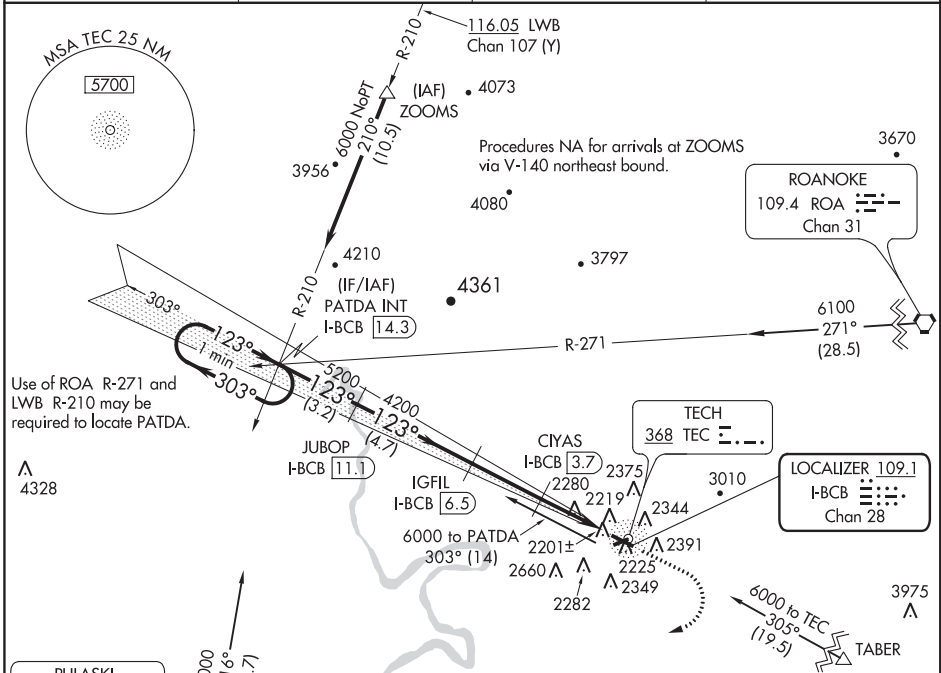 MSA TEC 25 NM
5700
116.05 LWB
Chan 107 (Y)
R-210
(IAF)
ZOOMS
4073
6000 NoPT
210°
(10.5)
3956
Procedures NA for arrivals at ZOOMS
via V-140 northeast bound.
3670
4080
ROANOKE
109.4 ROA
Chan 31
4210
3797
R-210
(IF/IAF)
PATDA INT
I-BCB 14.3
4361
6100
271°
(28.5)
R-271
303°
123°
1 min
303°
Use of ROA R-271 and
LWB R-210 may be
required to locate PATDA.
5200
123°
(3.2)
4200
123°
(4.7)
JUBOP
I-BCB 11.1
IGFIL
I-BCB 6.5
CIYAS
I-BCB 3.7
TECH
368 TEC
4328
2280
2219
2375
2344
3010
LOCALIZER 109.1
I-BCB
Chan 28
6000 to PATDA
303° (14)
2201±
2391
2225
2660
2282
2349
6000 to TEC
305°
(19.5)
3975
TABER